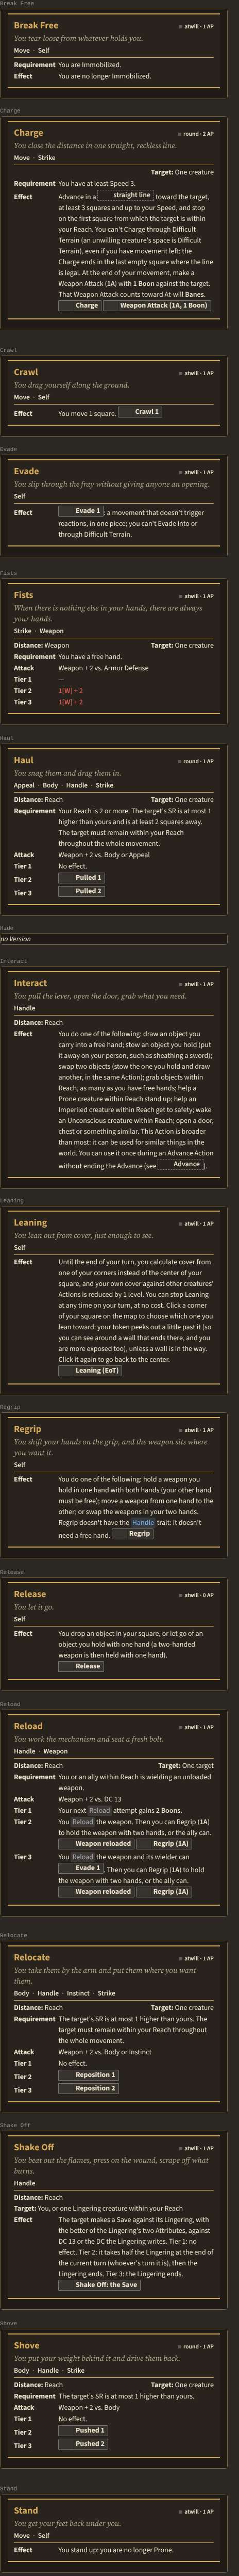 Break Free
Break Free
atwill · 1 AP
You tear loose from whatever holds you.
Move · Self
Requirement You are Immobilized.
Effect You are no longer Immobilized.
Charge
Charge
round · 2 AP
You close the distance in one straight, reckless line.
Move · Strike
Target: One creature
Requirement You have at least Speed 3.
Effect Advance in a straight line toward the target,
at least 3 squares and up to your Speed, and stop
on the first square from which the target is within
your Reach. You can't Charge through Difficult
Terrain (an unwilling creature's space is Difficult
Terrain), even if you have movement left: the
Charge ends in the last empty square where the line
is legal. At the end of your movement, make a
Weapon Attack (1A) with 1 Boon against the target.
That Weapon Attack counts toward At-will Banes.
Charge Weapon Attack (1A, 1 Boon)
Crawl
Crawl
atwill · 1 AP
You drag yourself along the ground.
Move · Self
Effect You move 1 square. Crawl 1
Evade
Evade
atwill · 1 AP
You slip through the fray without giving anyone an opening.
Self
Effect Evade 1 : a movement that doesn't trigger
reactions, in one piece; you can't Evade into or
through Difficult Terrain.
Fists
Fists
atwill · 1 AP
When there is nothing else in your hands, there are always
your hands.
Strike · Weapon
Distance: Weapon Target: One creature
Requirement You have a free hand.
Attack Weapon + 2 vs. Armor Defense
Tier 1 —
Tier 2 1[W] + 2
Tier 3 1[W] + 2
Haul
Haul
round · 1 AP
You snag them and drag them in.
Appeal · Body · Handle · Strike
Distance: Reach Target: One creature
Requirement Your Reach is 2 or more. The target's SR is at most 1
higher than yours and is at least 2 squares away.
The target must remain within your Reach
throughout the whole movement.
Attack Weapon + 2 vs. Body or Appeal
Tier 1 No effect.
Tier 2 Pulled 1
Tier 3 Pulled 2
Hide
no Version
Interact
Interact
atwill · 1 AP
You pull the lever, open the door, grab what you need.
Handle
Distance: Reach
Effect You do one of the following: draw an object you
carry into a free hand; stow an object you hold (put
it away on your person, such as sheathing a sword);
swap two objects (stow the one you hold and draw
another, in the same Action); grab objects within
Reach, as many as you have free hands; help a
Prone creature within Reach stand up; help an
Imperiled creature within Reach get to safety; wake
an Unconscious creature within Reach; open a door,
chest or something similar. This Action is broader
than most: it can be used for similar things in the
world. You can use it once during an Advance Action
without ending the Advance (see Advance ).
Leaning
Leaning
atwill · 1 AP
You lean out from cover, just enough to see.
Self
Effect Until the end of your turn, you calculate cover from
one of your corners instead of the center of your
square, and your own cover against other creatures'
Actions is reduced by 1 level. You can stop Leaning
at any time on your turn, at no cost. Click a corner
of your square on the map to choose which one you
lean toward; your token peeks out a little past it (so
you can see around a wall that ends there, and you
are more exposed too), unless a wall is in the way.
Click it again to go back to the center.
Leaning (EoT)
Regrip
Regrip
atwill · 1 AP
You shift your hands on the grip, and the weapon sits where
you want it.
Self
Effect You do one of the following: hold a weapon you
hold in one hand with both hands (your other hand
must be free); move a weapon from one hand to the
other; or swap the weapons in your two hands.
Regrip doesn't have the Handle trait: it doesn't
need a free hand. Regrip
Release
Release
atwill · 0 AP
You let it go.
Self
Effect You drop an object in your square, or let go of an
object you hold with one hand (a two-handed
weapon is then held with one hand).
Release
Reload
Reload
atwill · 1 AP
You work the mechanism and seat a fresh bolt.
Handle · Weapon
Distance: Reach Target: One target
Requirement You or an ally within Reach is wielding an unloaded
weapon.
Attack Weapon + 2 vs. DC 13
Tier 1 Your next Reload attempt gains 2 Boons.
Tier 2 You Reload the weapon. Then you can Regrip (1A)
to hold the weapon with two hands, or the ally can.
Weapon reloaded Regrip (1A)
Tier 3 You Reload the weapon and its wielder can
Evade 1 . Then you can Regrip (1A) to hold
the weapon with two hands, or the ally can.
Weapon reloaded Regrip (1A)
Relocate
Relocate
atwill · 1 AP
You take them by the arm and put them where you want
them.
Body · Handle · Instinct · Strike
Distance: Reach Target: One creature
Requirement The target's SR is at most 1 higher than yours. The
target must remain within your Reach throughout
the whole movement.
Attack Weapon + 2 vs. Body or Instinct
Tier 1 No effect.
Tier 2 Reposition 1
Tier 3 Reposition 2
Shake Off
Shake Off
atwill · 1 AP
You beat out the flames, press on the wound, scrape off what
burns.
Handle
Distance: Reach
Target: You, or one Lingering creature within your Reach
Effect The target makes a Save against its Lingering, with
the better of the Lingering's two Attributes, against
DC 13 or the DC the Lingering writes. Tier 1: no
effect. Tier 2: it takes half the Lingering at the end of
the current turn (whoever's turn it is), then the
Lingering ends. Tier 3: the Lingering ends.
Shake Off: the Save
Shove
Shove
round · 1 AP
You put your weight behind it and drive them back.
Body · Handle · Strike
Distance: Reach Target: One creature
Requirement The target's SR is at most 1 higher than yours.
Attack Weapon + 2 vs. Body
Tier 1 No effect.
Tier 2 Pushed 1
Tier 3 Pushed 2
Stand
Stand
atwill · 1 AP
You get your feet back under you.
Move · Self
Effect You stand up: you are no longer Prone.